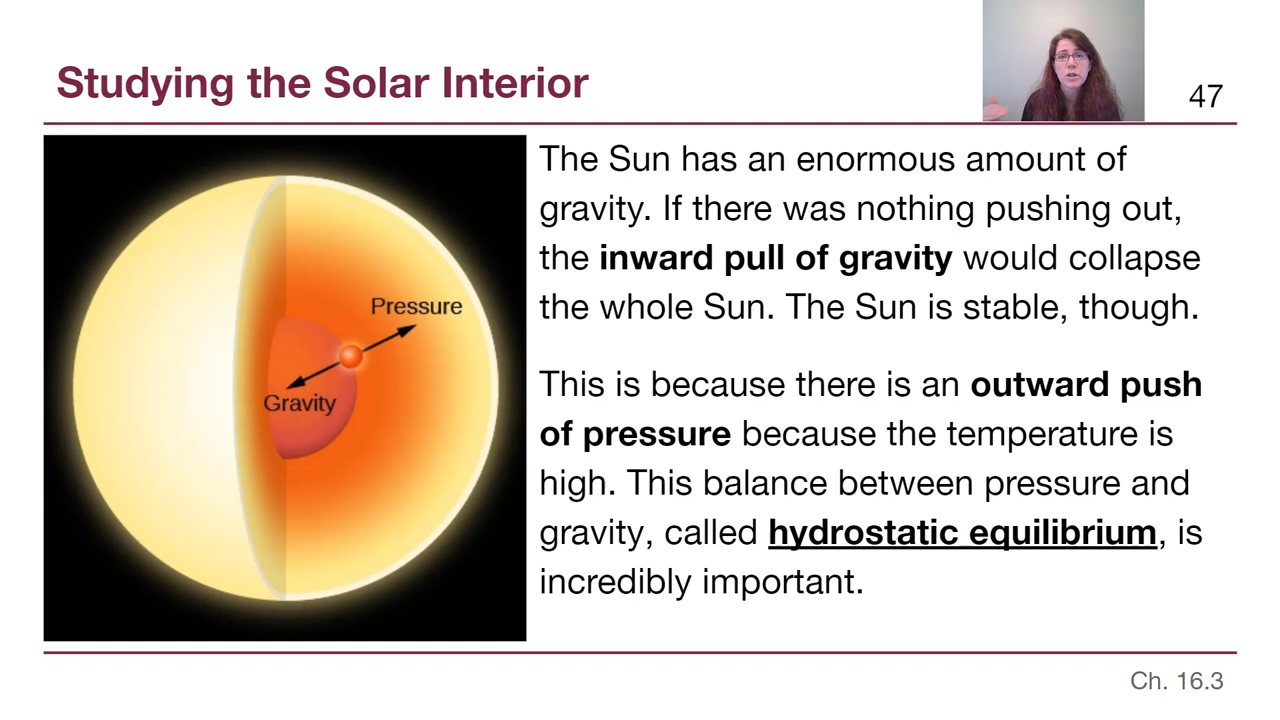 Studying the Solar Interior
47
Pressure
Gravity
The Sun has an enormous amount of
gravity. If there was nothing pushing out,
the inward pull of gravity would collapse
the whole Sun. The Sun is stable, though.
This is because there is an outward push
of pressure because the temperature is
high. This balance between pressure and
gravity, called hydrostatic equilibrium, is
incredibly important.
Ch. 16.3